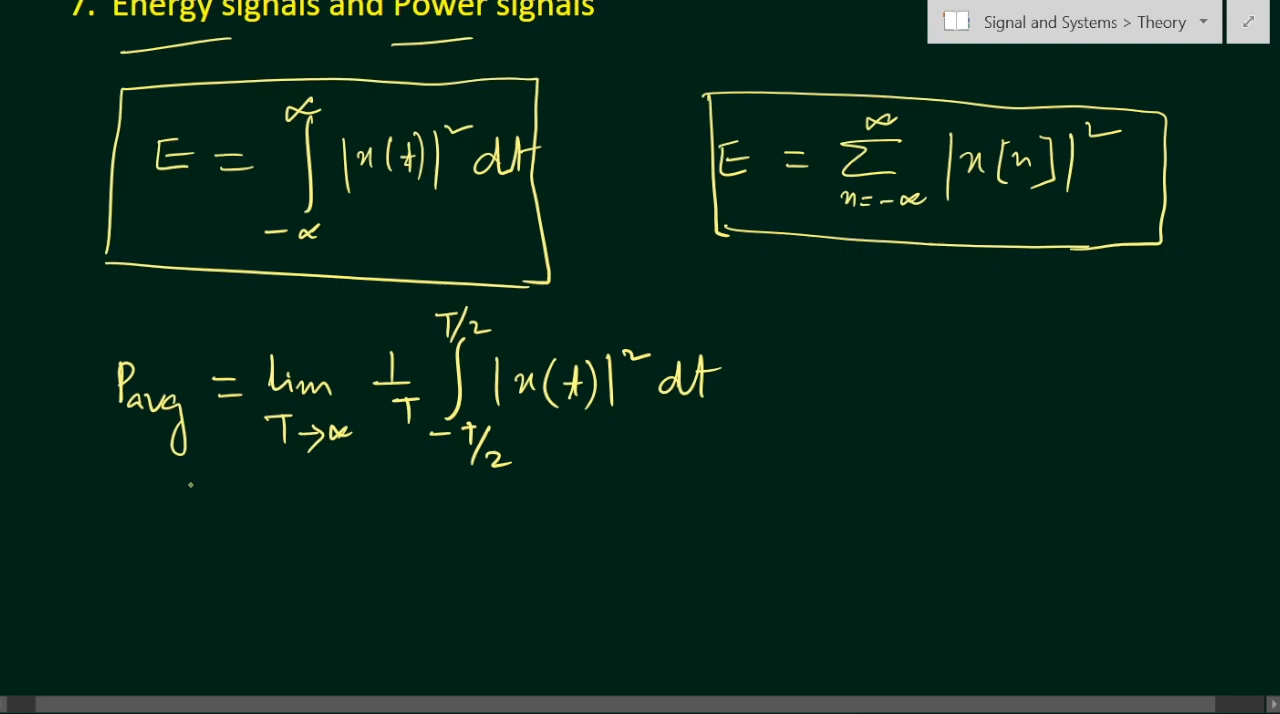 7. Energy signals and Power signals
Signal and Systems > Theory
E = ∫_{-∞}^{∞} |x(t)|² dt
E = Σ_{n=-∞}^{∞} |x[n]|²
P_avg = lim_{T→∞} 1/T ∫_{-T/2}^{T/2} |x(t)|² dt